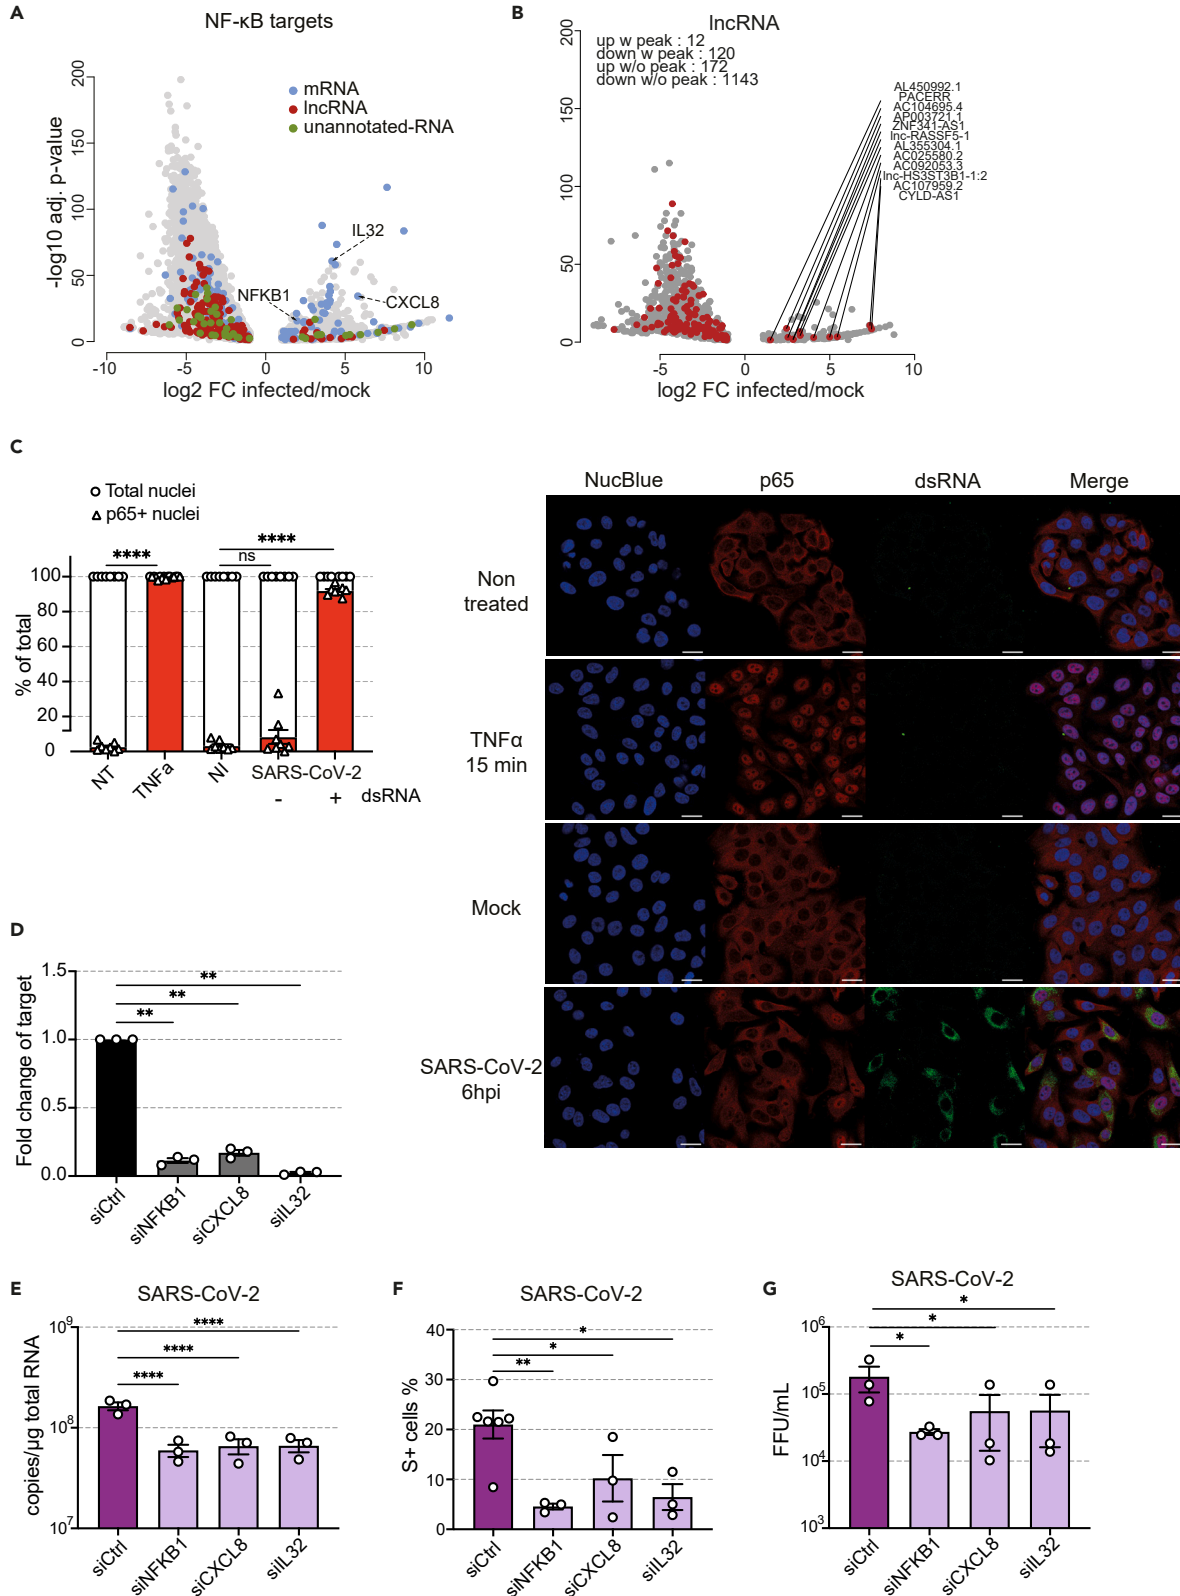 A
NF-κB targets
200
150
100
50
0
-log10 adj. p-value
mRNA
lncRNA
unannotated-RNA
IL32
NFKB1
CXCL8
-10
-5
0
5
10
log2 FC infected/mock
B
lncRNA
200
150
100
50
0
up w peak : 12
down w peak : 120
up w/o peak : 172
down w/o peak : 1143
AL450992.1
PACERR
AC104695.4
AP003721.1
ZNF341-AS1
lnc-RASSF5-1
AL355304.1
AC025580.2
AC092053.3
lnc-HS3ST3B1-1:2
AC107959.2
CYLD-AS1
-5
0
5
10
log2 FC infected/mock
C
Total nuclei
p65+ nuclei
****
ns
****
100
80
60
40
20
0
% of total
NT
TNFa
NI
SARS-CoV-2
- + dsRNA
NucBlue
p65
dsRNA
Merge
Non
treated
TNFα
15 min
Mock
SARS-CoV-2
6hpi
D
1.5
1.0
0.5
0.0
Fold change of target
**
**
**
siCtrl
siNFKB1
siCXCL8
siIL32
E
SARS-CoV-2
10⁹
10⁸
10⁷
copies/µg total RNA
****
****
****
siCtrl
siNFKB1
siCXCL8
siIL32
F
SARS-CoV-2
40
30
20
10
0
S+ cells %
*
*
**
siCtrl
siNFKB1
siCXCL8
siIL32
G
SARS-CoV-2
10⁶
10⁵
10⁴
10³
FFU/mL
*
*
*
siCtrl
siNFKB1
siCXCL8
siIL32